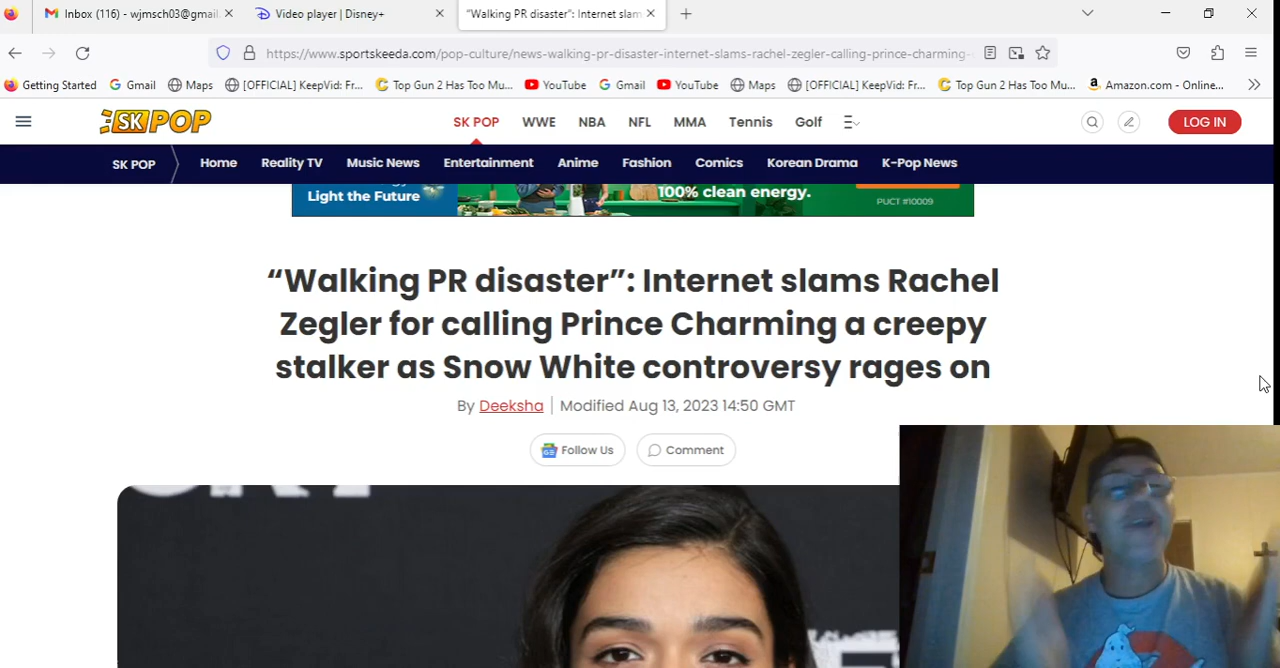 Inbox (116) - wjmsch03@gmail.
Video player | Disney+
“Walking PR disaster”: Internet slam
https://www.sportskeeda.com/pop-culture/news-walking-pr-disaster-internet-slams-rachel-zegler-calling-prince-charming-
Getting Started
Gmail
Maps
[OFFICIAL] KeepVid: Fr...
Top Gun 2 Has Too Mu...
YouTube
Gmail
YouTube
Maps
[OFFICIAL] KeepVid: Fr...
Top Gun 2 Has Too Mu...
Amazon.com - Online...
SK POP
SK POP
WWE
NBA
NFL
MMA
Tennis
Golf
LOG IN
SK POP
Home
Reality TV
Music News
Entertainment
Anime
Fashion
Comics
Korean Drama
K-Pop News
Light the Future
100% clean energy.
PUCT #10009
“Walking PR disaster”: Internet slams Rachel
Zegler for calling Prince Charming a creepy
stalker as Snow White controversy rages on
By Deeksha | Modified Aug 13, 2023 14:50 GMT
Follow Us
Comment